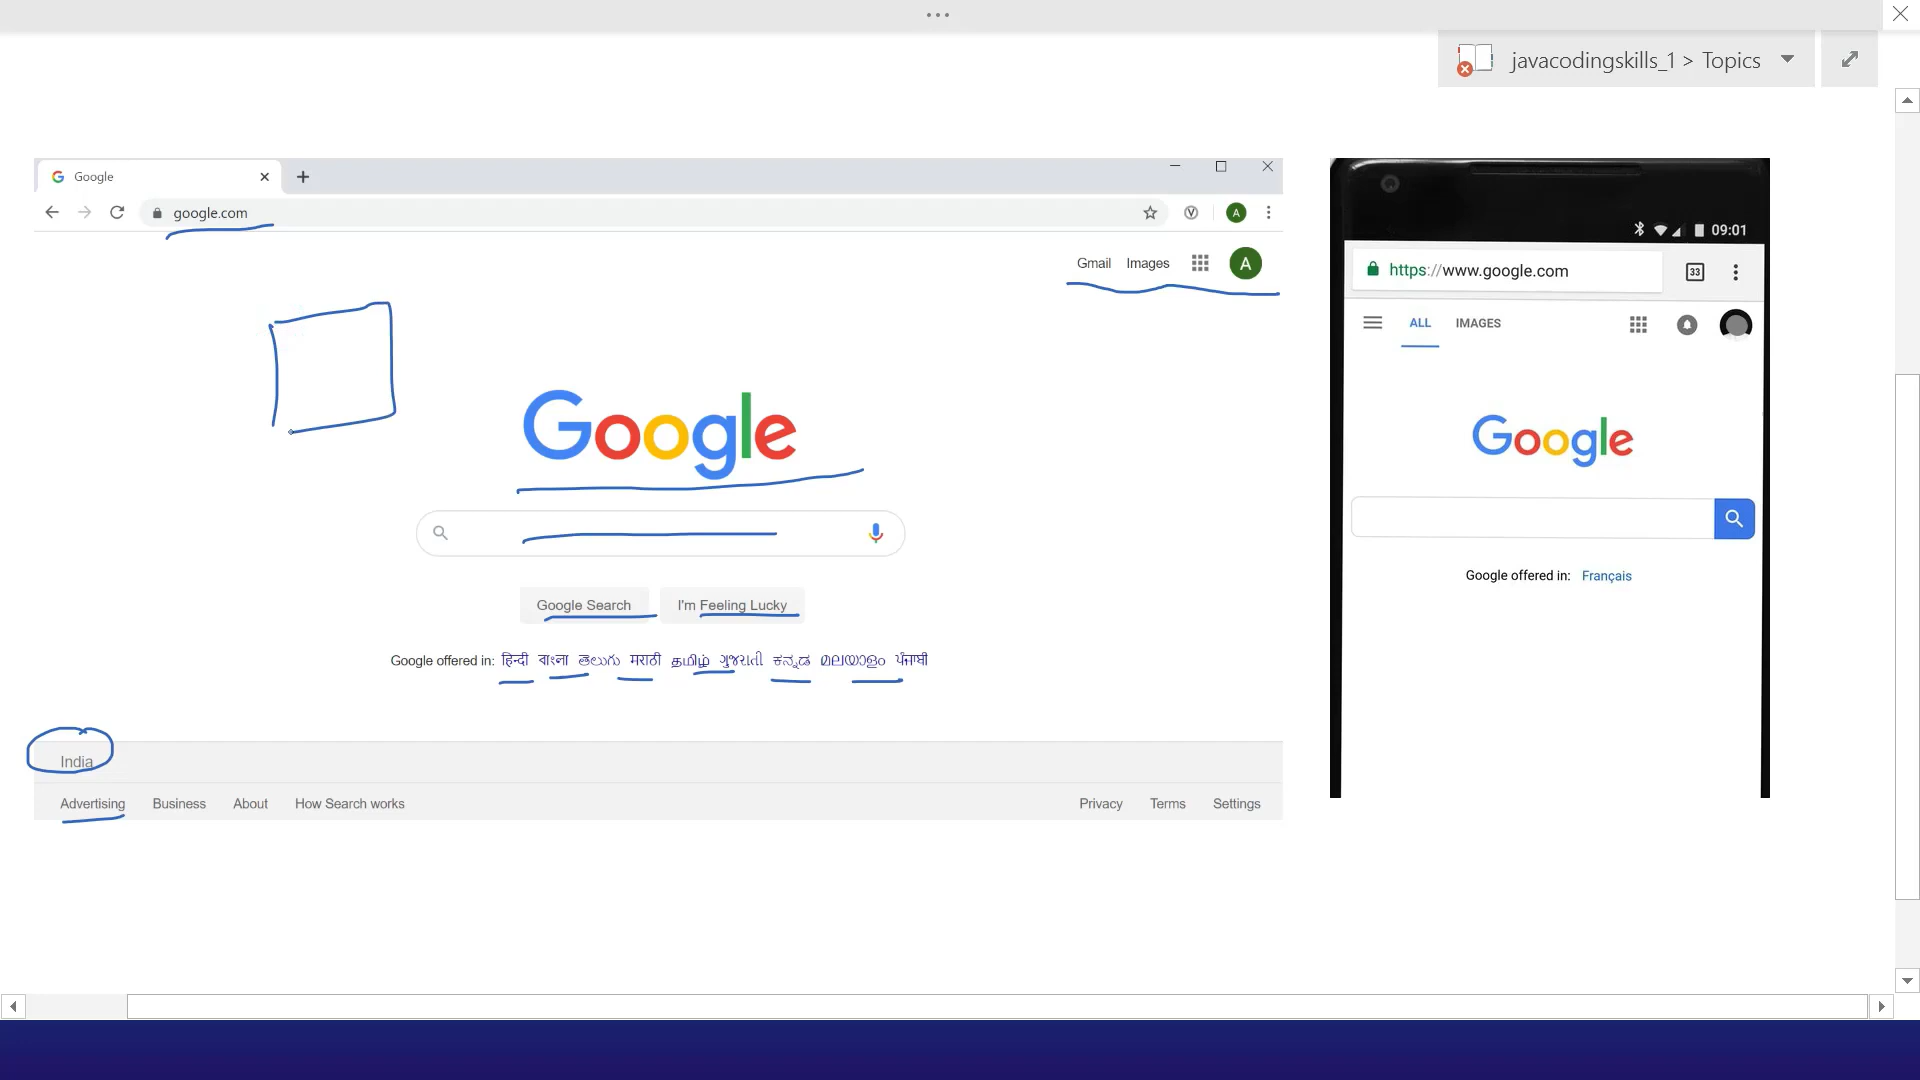 javacodingskills_1 > Topics
Google
google.com
A
Gmail Images
A
Google
Google Search I'm Feeling Lucky
Google offered in: हिन्दी বাংলা తెలుగు मराठी தமிழ் ગુજરાતી ಕನ್ನಡ മലയാളം ਪੰਜਾਬੀ
India
Advertising Business About How Search works Privacy Terms Settings
09:01
https://www.google.com 33
ALL IMAGES
Google
Google offered in: Français